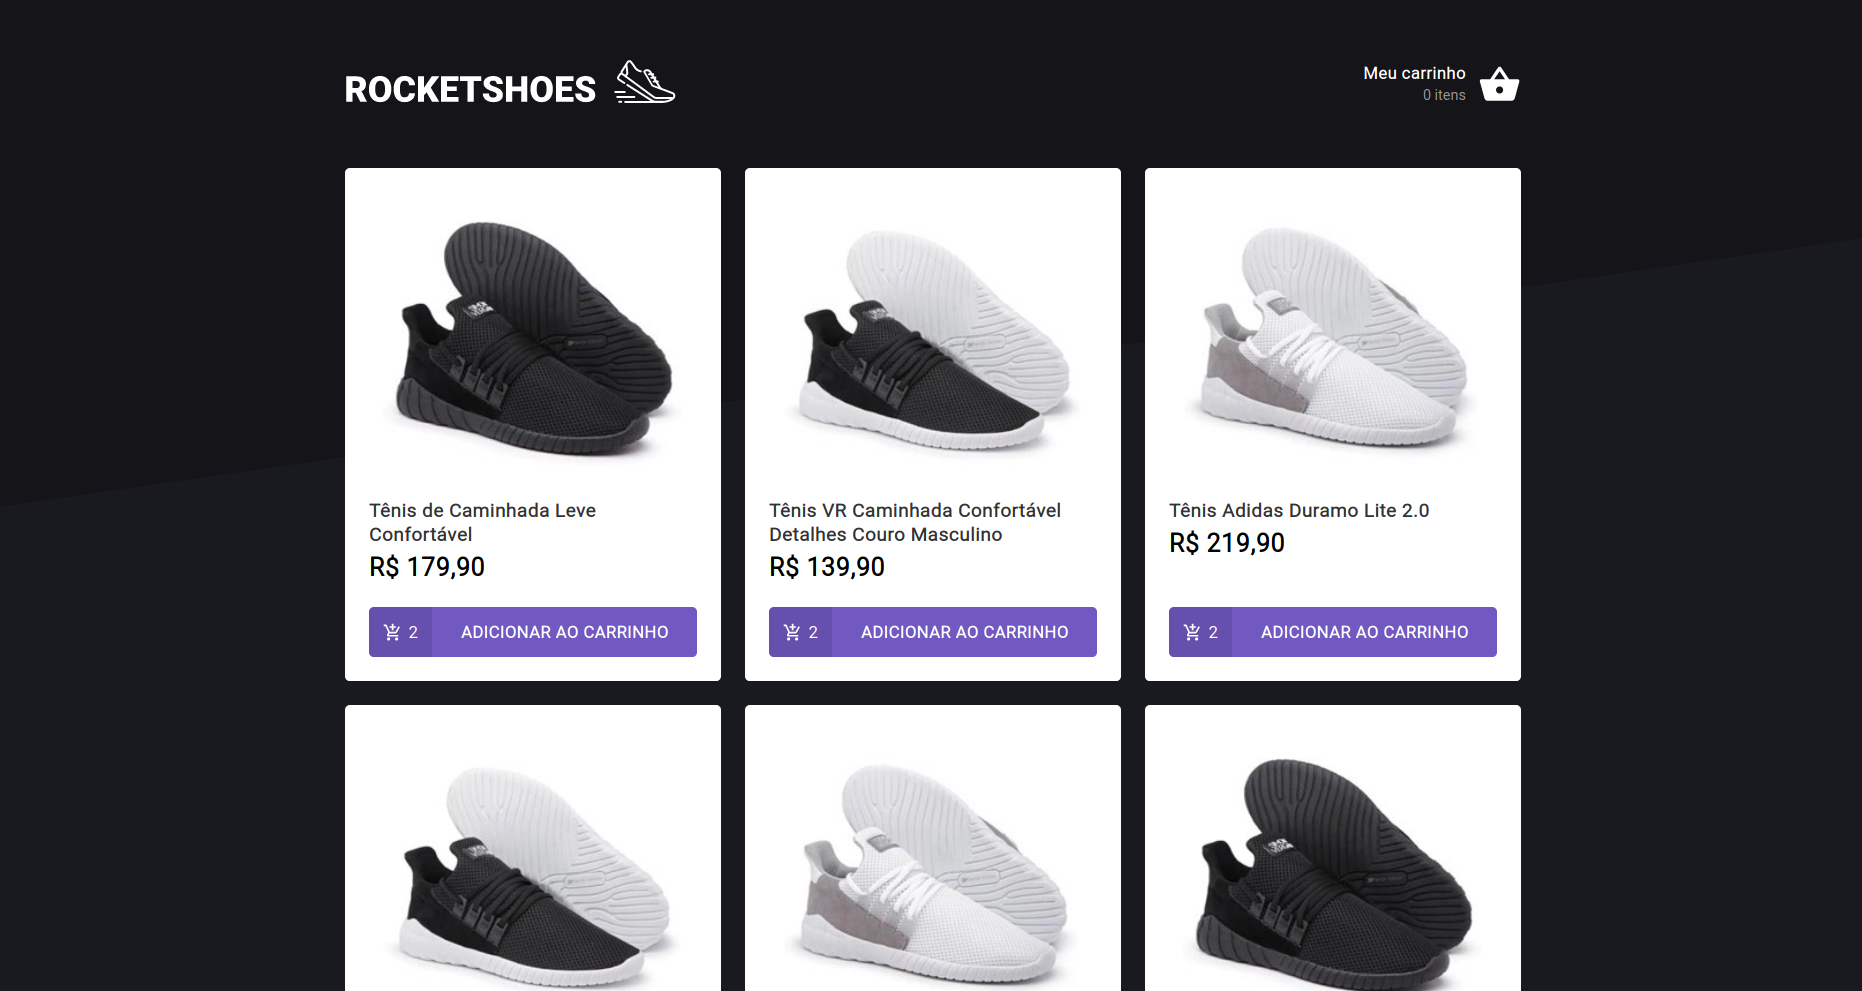 ROCKETSHOES
Meu carrinho
0 itens
Tênis de Caminhada Leve
Confortável
R$ 179,90
2 ADICIONAR AO CARRINHO
Tênis VR Caminhada Confortável
Detalhes Couro Masculino
R$ 139,90
2 ADICIONAR AO CARRINHO
Tênis Adidas Duramo Lite 2.0
R$ 219,90
2 ADICIONAR AO CARRINHO